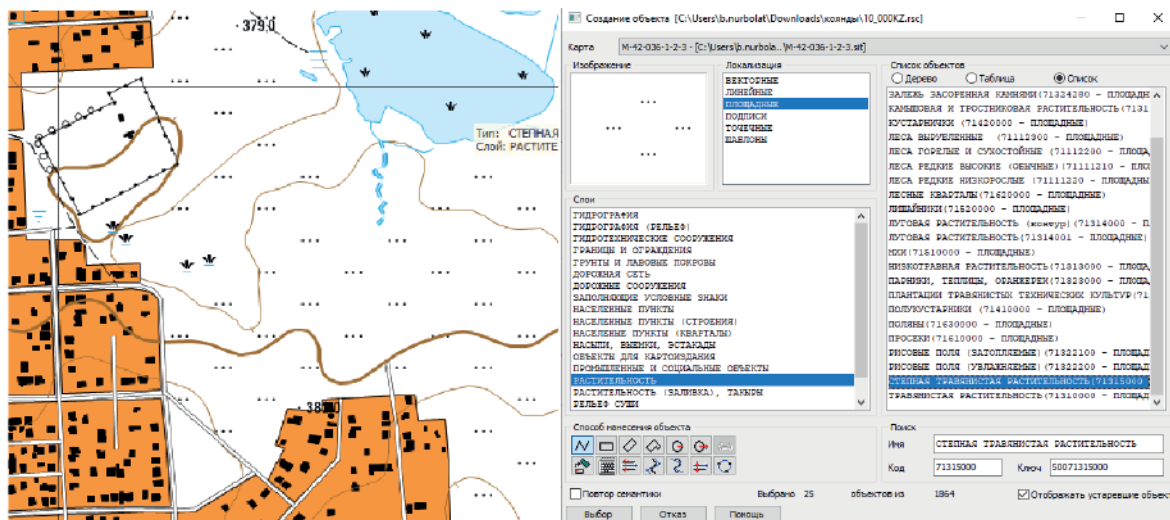 379,0
Тип: СТЕПНАЯ
Слой: РАСТИТЕ
Создание объекта [C:\Users\b.nurbolat\Downloads\коянды\10_000KZ.rsc]
Карта
M-42-036-1-2-3 - [C:\Users\b.nurbola...\M-42-036-1-2-3.sit]
Изображение
Локализация
ВЕКТОРНЫЕ
ЛИНЕЙНЫЕ
ПЛОЩАДНЫЕ
ПОДПИСИ
ТОЧЕЧНЫЕ
ШАБЛОНЫ
Список объектов
Дерево Таблица Список
ЗАЛЕЖЬ ЗАСОРЕННАЯ КАМНЯМИ(71324200 - ПЛОЩАДН
КАМЫШОВАЯ И ТРОСТНИКОВАЯ РАСТИТЕЛЬНОСТЬ(7131
КУСТАРНИЧКИ (71420000 - ПЛОЩАДНЫЕ)
ЛЕСА ВЫРУБЛЕННЫЕ (71112300 - ПЛОЩАДНЫЕ)
ЛЕСА ГОРЕЛЫЕ И СУХОСТОЙНЫЕ (71112200 - ПЛОЩАД
ЛЕСА РЕДКИЕ ВЫСОКИЕ (ОБЫЧНЫЕ)(71111210 - ПЛО
ЛЕСА РЕДКИЕ НИЗКОРОСЛЫЕ (71111220 - ПЛОЩАДНЫ
ЛЕСНЫЕ КВАРТАЛЫ(71620000 - ПЛОЩАДНЫЕ)
ЛИШАЙНИКИ(71520000 - ПЛОЩАДНЫЕ)
ЛУГОВАЯ РАСТИТЕЛЬНОСТЬ (контур)(71314000 - П
ЛУГОВАЯ РАСТИТЕЛЬНОСТЬ(71314001 - ПЛОЩАДНЫЕ)
МХИ(71510000 - ПЛОЩАДНЫЕ)
НИЗКОТРАВНАЯ РАСТИТЕЛЬНОСТЬ(71313000 - ПЛОЩА
ПАРНИКИ, ТЕПЛИЦЫ, ОРАНЖЕРЕИ(71823000 - ПЛОЩА
ПЛАНТАЦИИ ТРАВЯНИСТЫХ ТЕХНИЧЕСКИХ КУЛЬТУР(71
ПОЛУКУСТАРНИКИ (71410000 - ПЛОЩАДНЫЕ)
ПОЛЯНЫ(71630000 - ПЛОЩАДНЫЕ)
ПРОСЕКИ(71610000 - ПЛОЩАДНЫЕ)
РИСОВЫЕ ПОЛЯ (ЗАТОПЛЯЕМЫЕ)(71322100 - ПЛОЩАД
РИСОВЫЕ ПОЛЯ (УВЛАЖНЯЕМЫЕ)(71322200 - ПЛОЩАД
СТЕПНАЯ ТРАВЯНИСТАЯ РАСТИТЕЛЬНОСТЬ(71315000
ТРАВЯНИСТАЯ РАСТИТЕЛЬНОСТЬ(71310000 - ПЛОЩАД
Слои
ГИДРОГРАФИЯ
ГИДРОГРАФИЯ (РЕЛЬЕФ)
ГИДРОТЕХНИЧЕСКИЕ СООРУЖЕНИЯ
ГРАНИЦЫ И ОГРАЖДЕНИЯ
ГРУНТЫ И ЛАВОВЫЕ ПОКРОВЫ
ДОРОЖНАЯ СЕТЬ
ДОРОЖНЫЕ СООРУЖЕНИЯ
ЗАПОЛНЯЮЩИЕ УСЛОВНЫЕ ЗНАКИ
НАСЕЛЕННЫЕ ПУНКТЫ
НАСЕЛЕННЫЕ ПУНКТЫ (СТРОЕНИЯ)
НАСЕЛЕНЫЕ ПУНКТЫ (КВАРТАЛЫ)
НАСЫПИ, ВЫЕМКИ, ЭСТАКАДЫ
ОБЪЕКТЫ ДЛЯ КАРТОИЗДАНИЯ
ПРОМЫШЛЕННЫЕ И СОЦИАЛЬНЫЕ ОБЪЕКТЫ
РАСТИТЕЛЬНОСТЬ
РАСТИТЕЛЬНОСТЬ (ЗАЛИВКА), ТАКЫРЫ
РЕЛЬЕФ СУШИ
Способ нанесения объекта
Поиск
Имя СТЕПНАЯ ТРАВЯНИСТАЯ РАСТИТЕЛЬНОСТЬ
Код 71315000 Ключ S0071315000
Повтор семантики Выбрано 25 объектов из 1864 Отображать устаревшие объект
Выбор Отказ Помощь